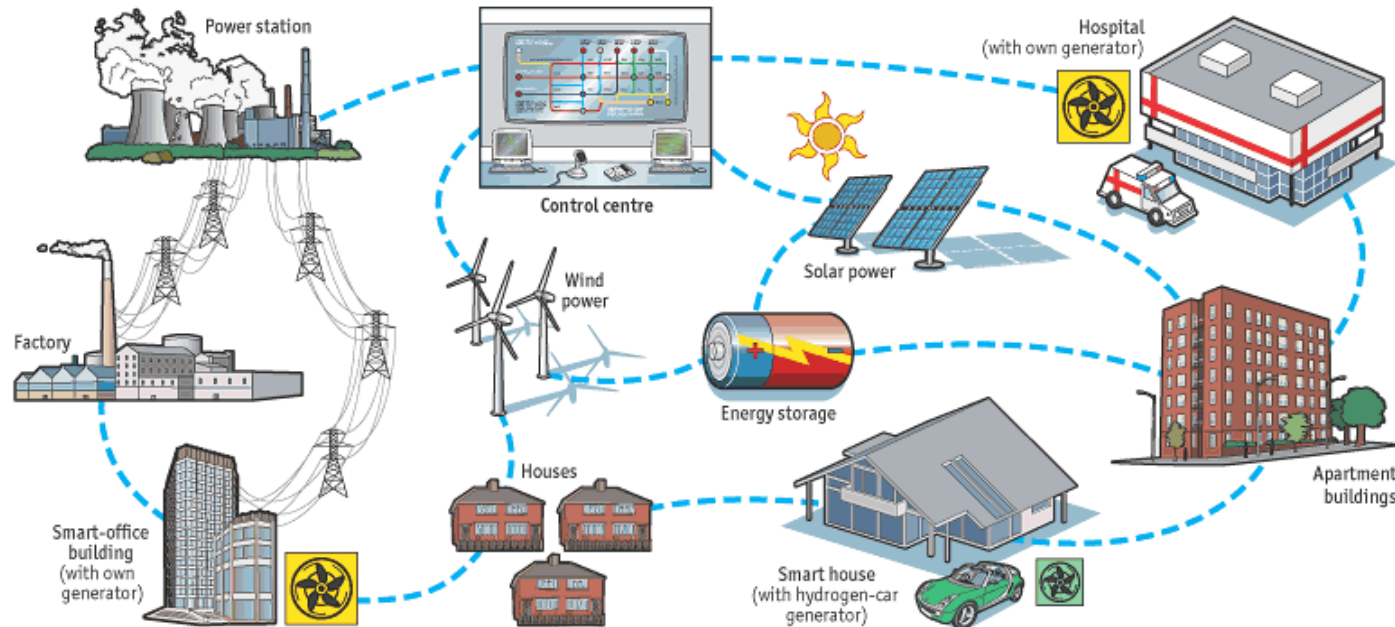 Power station
Hospital
(with own generator)
Control centre
Solar power
Wind
power
Factory
Energy storage
Houses
Apartment
buildings
Smart-office
building
(with own
generator)
Smart house
(with hydrogen-car
generator)